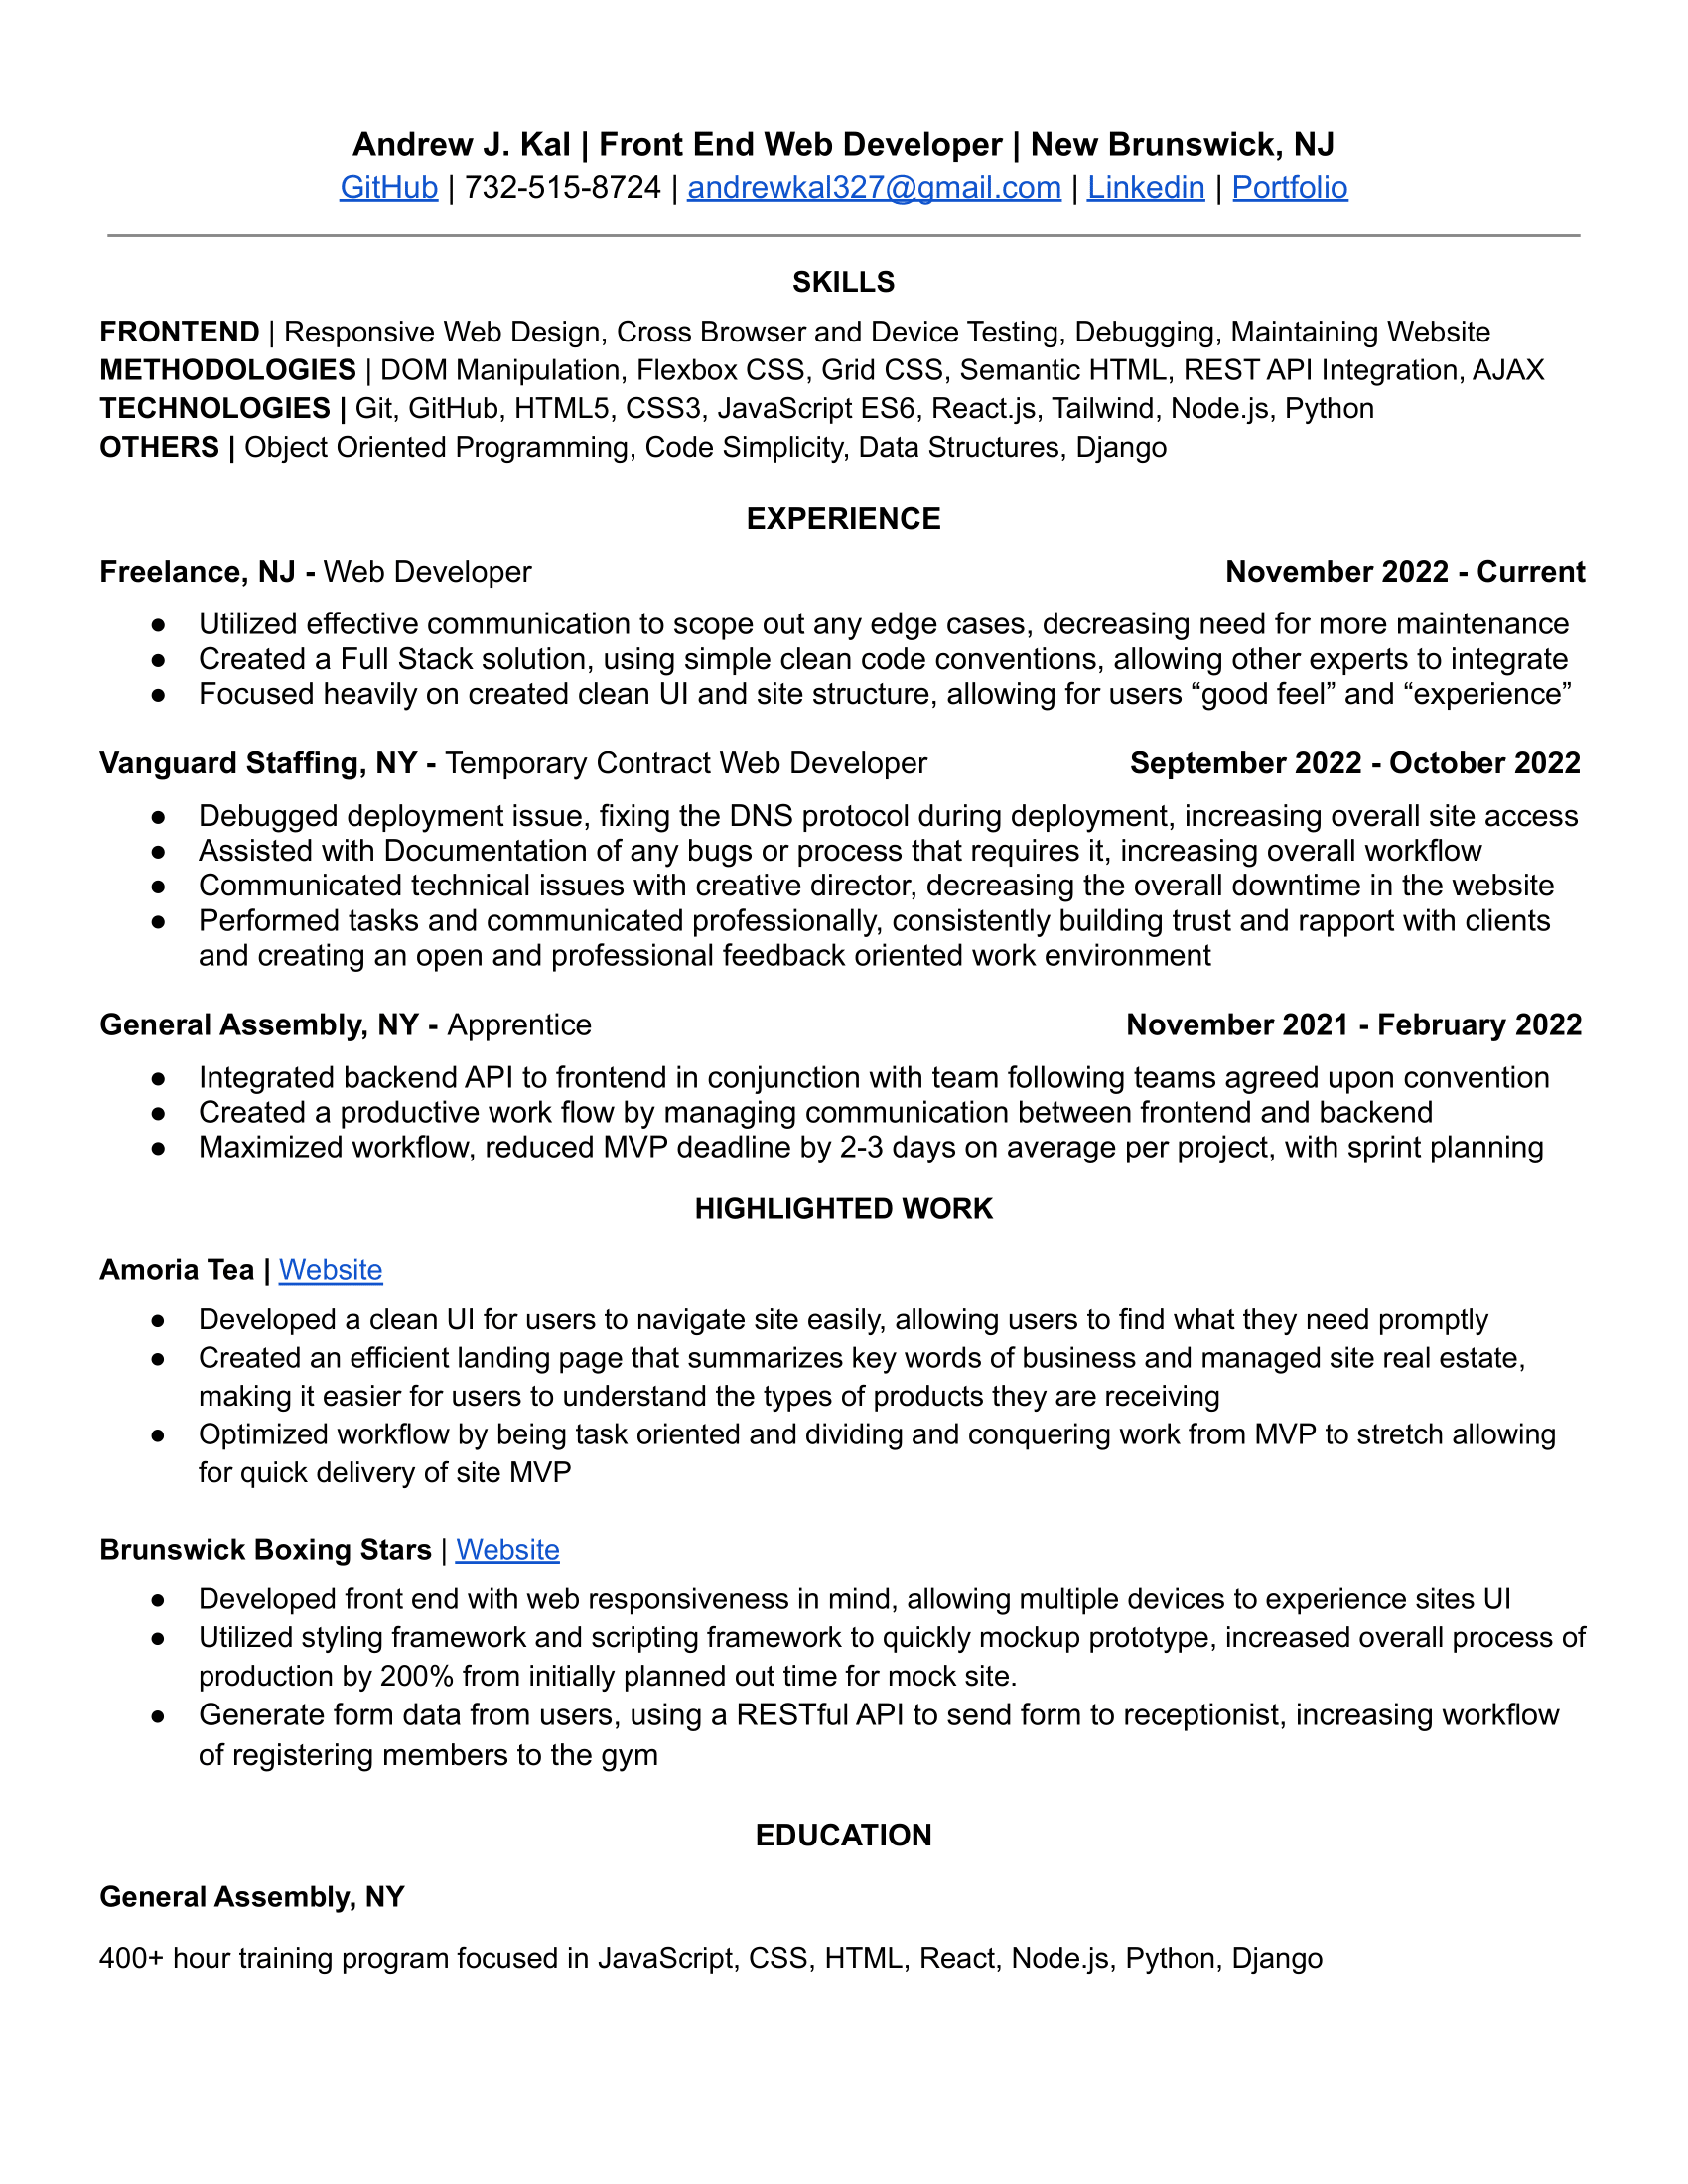 Andrew J. Kal | Front End Web Developer | New Brunswick, NJ
GitHub | 732-515-8724 | andrewkal327@gmail.com | Linkedin | Portfolio
SKILLS
FRONTEND | Responsive Web Design, Cross Browser and Device Testing, Debugging, Maintaining Website
METHODOLOGIES | DOM Manipulation, Flexbox CSS, Grid CSS, Semantic HTML, REST API Integration, AJAX
TECHNOLOGIES | Git, GitHub, HTML5, CSS3, JavaScript ES6, React.js, Tailwind, Node.js, Python
OTHERS | Object Oriented Programming, Code Simplicity, Data Structures, Django
EXPERIENCE
Freelance, NJ - Web Developer November 2022 - Current
● Utilized effective communication to scope out any edge cases, decreasing need for more maintenance
● Created a Full Stack solution, using simple clean code conventions, allowing other experts to integrate
● Focused heavily on created clean UI and site structure, allowing for users “good feel” and “experience”
Vanguard Staffing, NY - Temporary Contract Web Developer September 2022 - October 2022
● Debugged deployment issue, fixing the DNS protocol during deployment, increasing overall site access
● Assisted with Documentation of any bugs or process that requires it, increasing overall workflow
● Communicated technical issues with creative director, decreasing the overall downtime in the website
● Performed tasks and communicated professionally, consistently building trust and rapport with clients
and creating an open and professional feedback oriented work environment
General Assembly, NY - Apprentice November 2021 - February 2022
● Integrated backend API to frontend in conjunction with team following teams agreed upon convention
● Created a productive work flow by managing communication between frontend and backend
● Maximized workflow, reduced MVP deadline by 2-3 days on average per project, with sprint planning
HIGHLIGHTED WORK
Amoria Tea | Website
● Developed a clean UI for users to navigate site easily, allowing users to find what they need promptly
● Created an efficient landing page that summarizes key words of business and managed site real estate,
making it easier for users to understand the types of products they are receiving
● Optimized workflow by being task oriented and dividing and conquering work from MVP to stretch allowing
for quick delivery of site MVP
Brunswick Boxing Stars | Website
● Developed front end with web responsiveness in mind, allowing multiple devices to experience sites UI
● Utilized styling framework and scripting framework to quickly mockup prototype, increased overall process of
production by 200% from initially planned out time for mock site.
● Generate form data from users, using a RESTful API to send form to receptionist, increasing workflow
of registering members to the gym
EDUCATION
General Assembly, NY
400+ hour training program focused in JavaScript, CSS, HTML, React, Node.js, Python, Django